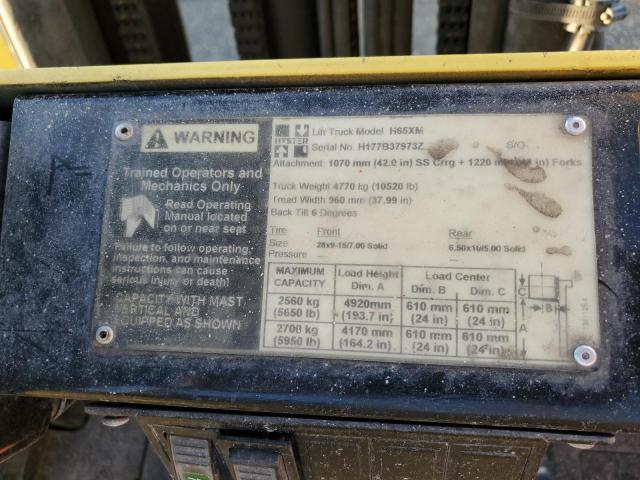 WARNING
Trained Operators and
Mechanics Only
Read Operating
Manual located
on or near seat
Failure to follow operating,
inspection, and maintenance
instructions can cause
serious injury or death!
CAPACITY WITH MAST
VERTICAL AND
EQUIPPED AS:
HYSTER
Lift Truck Model H65XM
Serial No. H177B37973Z S/O-
Attachment: 1070 mm (42.0 in) SS Crrg + 1220 in) Forks
Truck Weight 4770 kg (10520 lb)
Tread Width 960 mm (37.99 in)
Back Tilt 6 Degrees
Tire Front Rear
Size 28x9-15/7.00 Solid 6.50x10/5.00 Solid
Pressure — —
MAXIMUM CAPACITY Load Height Dim. A Load Center Dim. B Dim. C
2560 kg (5650 lb) 4920mm (193.7 in) 610 mm (24 in) 610 mm (24 in)
2700 kg (5950 lb) 4170 mm (164.2 in) 610 mm (24 in) 610 mm (24 in)
C
A
B